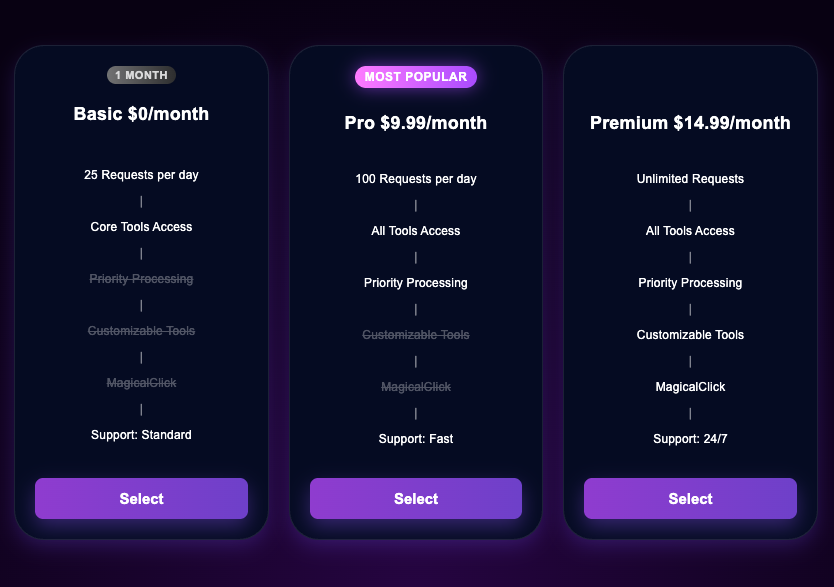 1 MONTH
Basic $0/month
25 Requests per day
|
Core Tools Access
|
Priority Processing
|
Customizable Tools
|
MagicalClick
|
Support: Standard
Select
MOST POPULAR
Pro $9.99/month
100 Requests per day
|
All Tools Access
|
Priority Processing
|
Customizable Tools
|
MagicalClick
|
Support: Fast
Select
Premium $14.99/month
Unlimited Requests
|
All Tools Access
|
Priority Processing
|
Customizable Tools
|
MagicalClick
|
Support: 24/7
Select